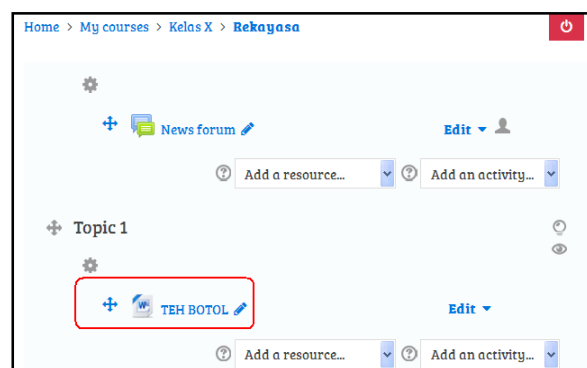 Home > My courses > Kelas X > Rekayasa
News forum Edit
Add a resource... Add an activity...
Topic 1
TEH BOTOL Edit
Add a resource... Add an activity...